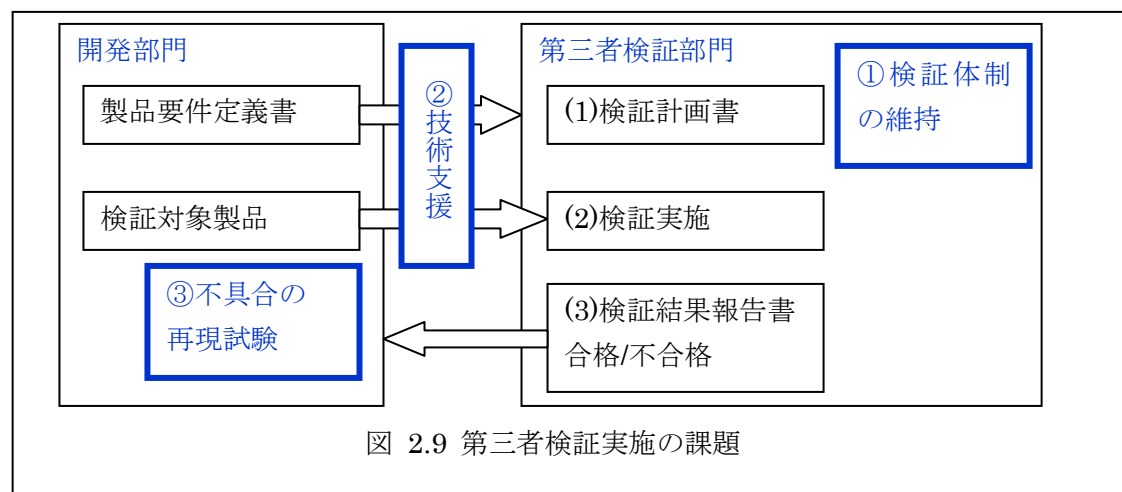 開発部門
製品要件定義書
検証対象製品
③不具合の
再現試験
②技術支援
第三者検証部門
(1)検証計画書
(2)検証実施
(3)検証結果報告書
合格/不合格
①検証体制
の維持
図 2.9 第三者検証実施の課題